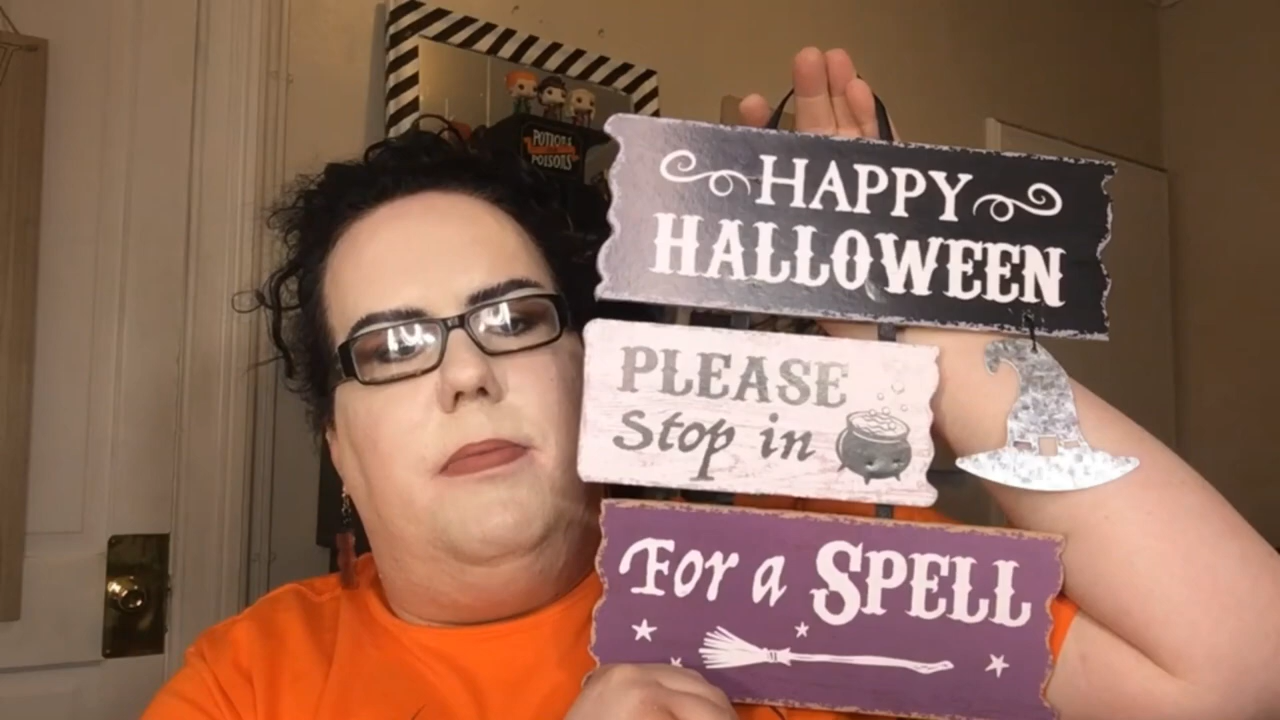 POTIONS
POISONS
HAPPY
HALLOWEEN
PLEASE
Stop in
For a SPELL